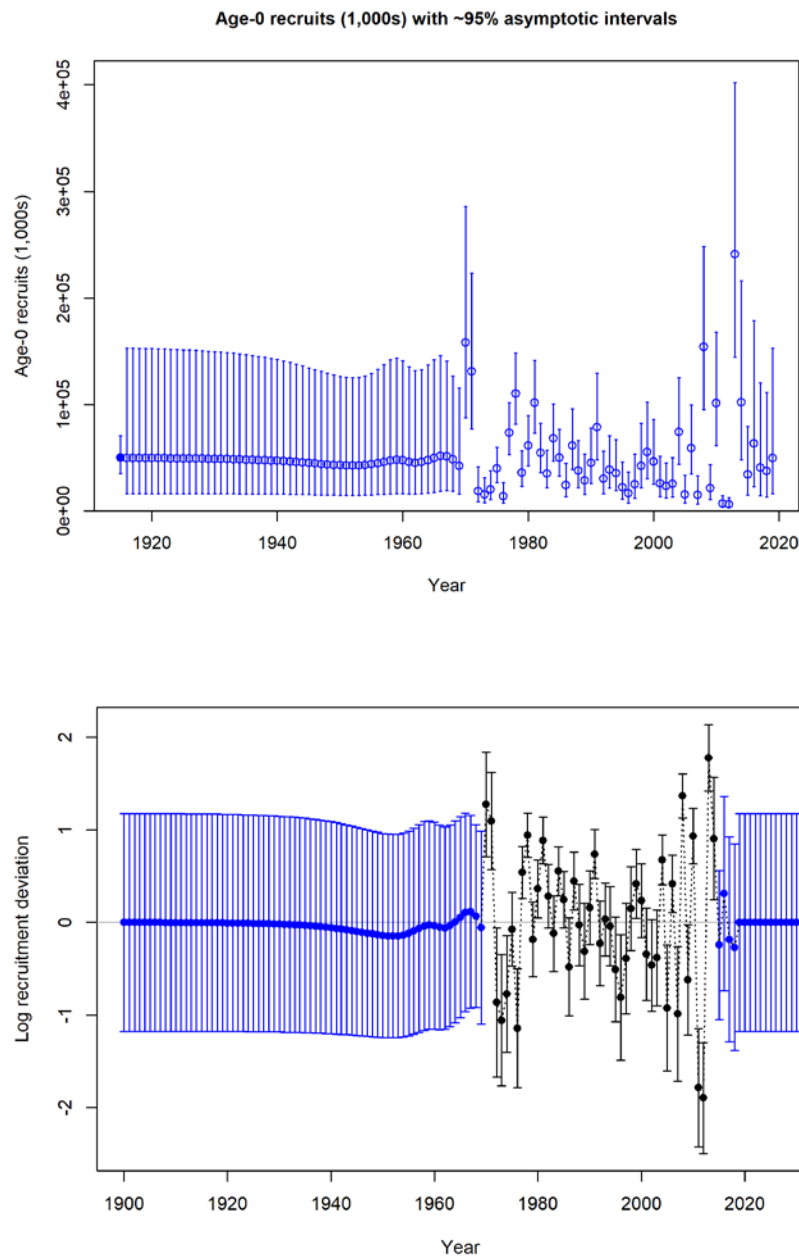 Age-0 recruits (1,000s) with ~95% asymptotic intervals
Age-0 recruits (1,000s)
4e+05
3e+05
2e+05
1e+05
0e+00
1920 1940 1960 1980 2000 2020
Year
Log recruitment deviation
2
1
0
-1
-2
1900 1920 1940 1960 1980 2000 2020
Year